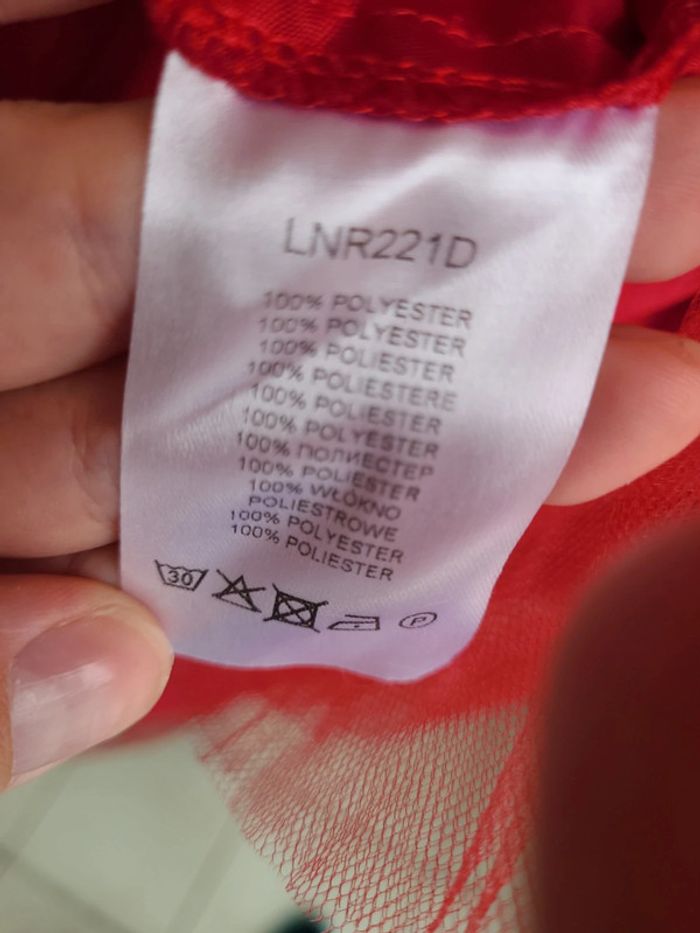 LNR221D
100% POLYESTER
100% POLYESTER
100% POLIESTER
100% POLIESTERE
100% POLIESTER
100% POLYESTER
100% ПОЛИЕСТЕР
100% POLIESTER
100% WŁÓKNO
POLIESTROWE
100% POLYESTER
100% POLIESTER
30
P